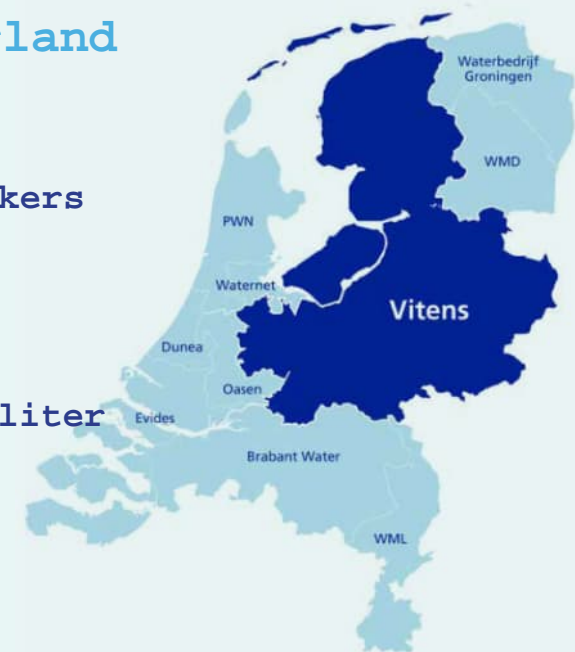 land
Waterbedrijf
Groningen
kers
WMD
PWN
Waternet
Vitens
Dunea
Oasen
liter
Evides
Brabant Water
WML